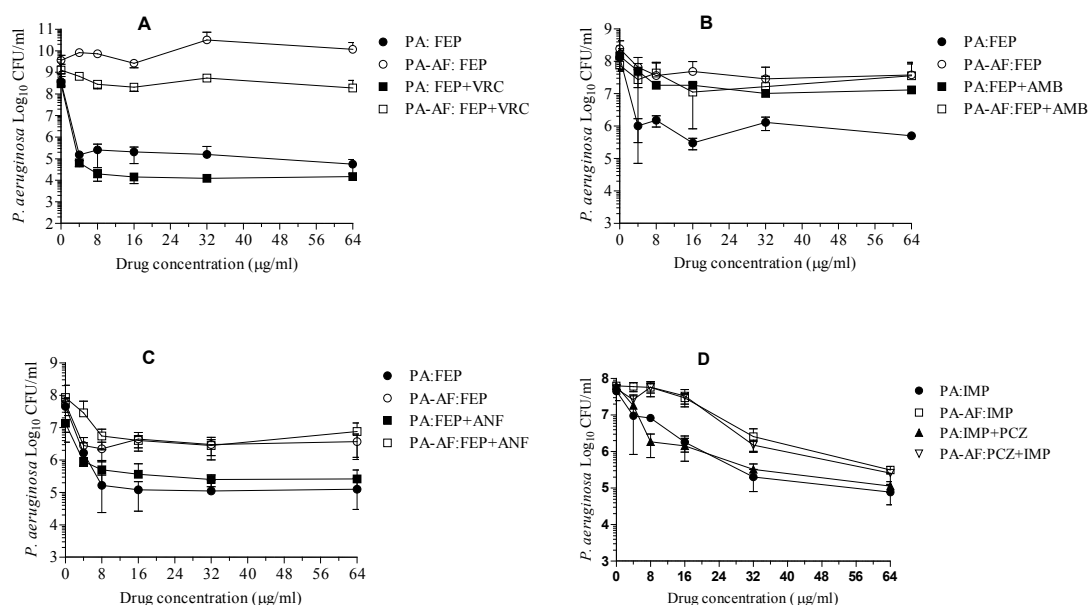 A
P. aeruginosa Log10 CFU/ml
11
10
9
8
7
6
5
4
3
2
0 8 16 24 32 40 48 56 64
Drug concentration (µg/ml)
PA: FEP
PA-AF: FEP
PA: FEP+VRC
PA-AF: FEP+VRC
B
P. aeruginosa Log10 CFU/ml
9
8
7
6
5
4
3
0 8 16 24 32 40 48 56 64
Drug concentration (µg/ml)
PA:FEP
PA-AF:FEP
PA:FEP+AMB
PA-AF:FEP+AMB
C
P. aeruginosa Log10 CFU/ml
9
8
7
6
5
4
3
0 8 16 24 32 40 48 56 64
Drug concentration (µg/ml)
PA:FEP
PA-AF:FEP
PA:FEP+ANF
PA-AF:FEP+ANF
D
P. aeruginosa Log10 CFU/ml
8
7
6
5
4
3
0 8 16 24 32 40 48 56 64
Drug concentration (µg/ml)
PA:IMP
PA-AF:IMP
PA:IMP+PCZ
PA-AF:PCZ+IMP